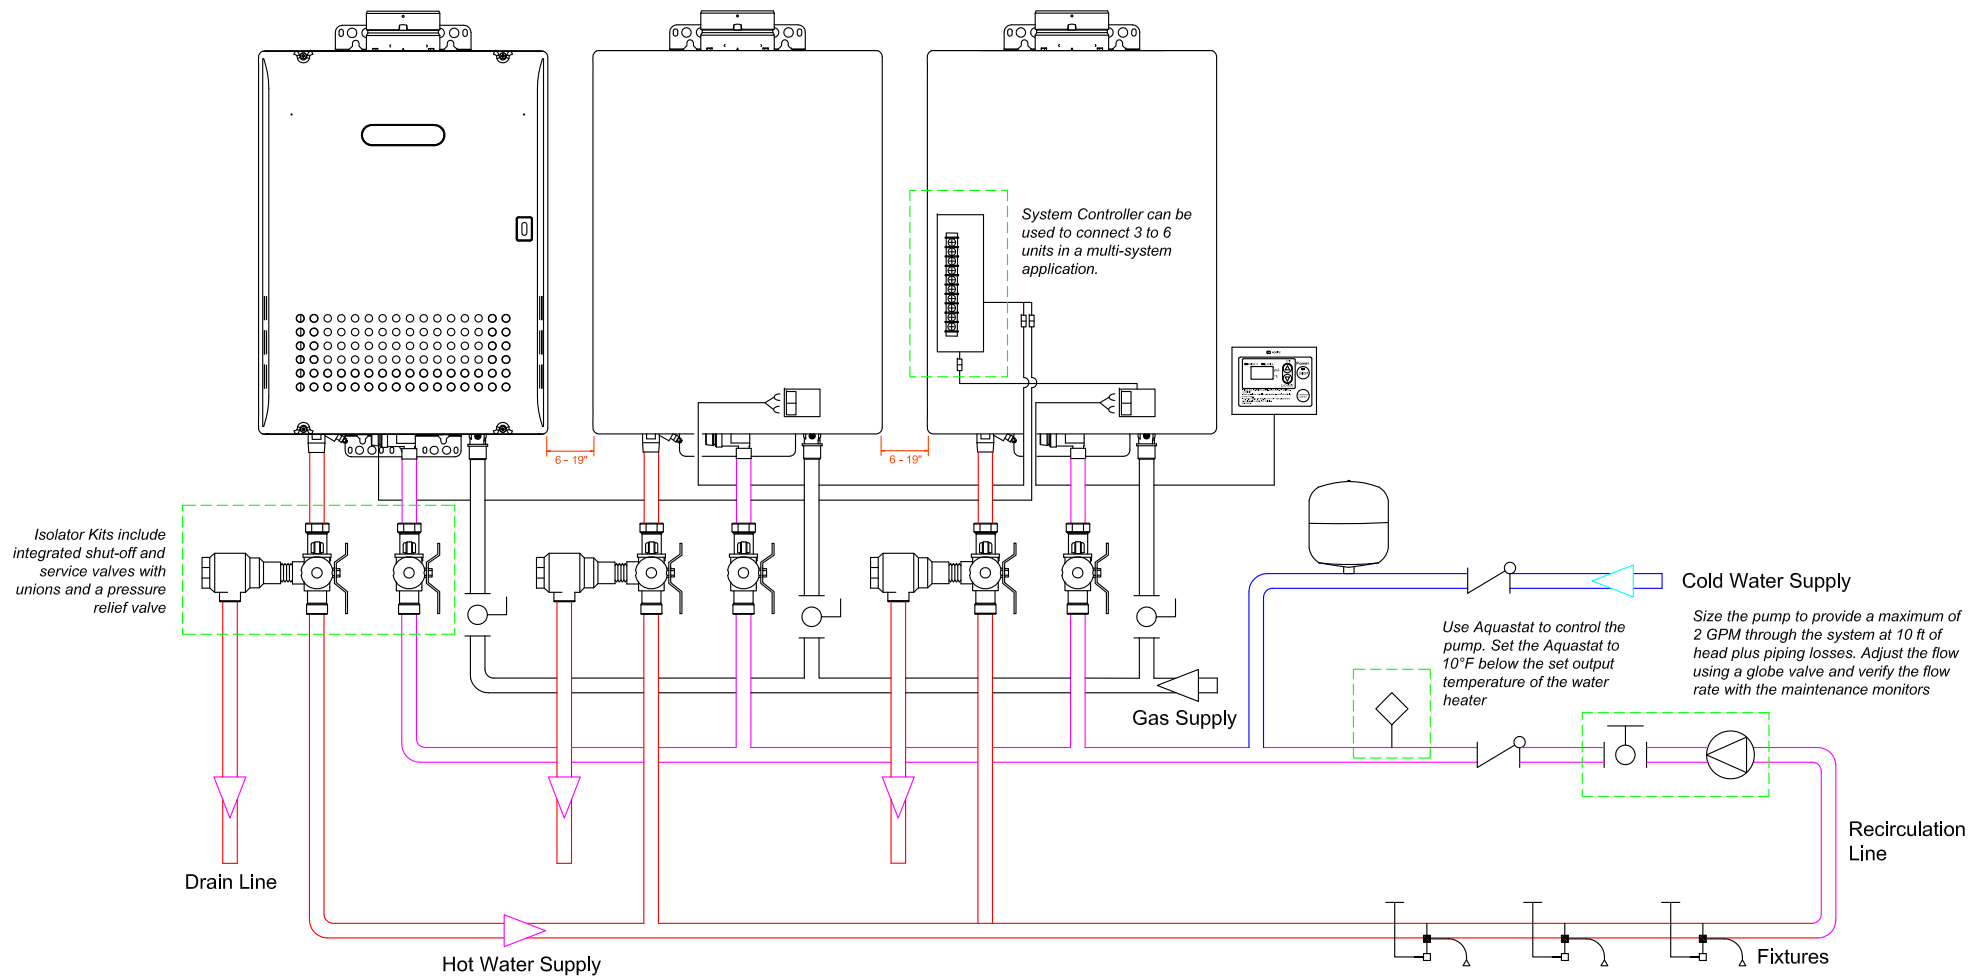 System Controller can be
used to connect 3 to 6
units in a multi-system
application.
6 - 19"
6 - 19"
Isolator Kits include
integrated shut-off and
service valves with
unions and a pressure
relief valve
Cold Water Supply
Use Aquastat to control the
pump. Set the Aquastat to
10°F below the set output
temperature of the water
heater
Size the pump to provide a maximum of
2 GPM through the system at 10 ft of
head plus piping losses. Adjust the flow
using a globe valve and verify the flow
rate with the maintenance monitors
Gas Supply
Recirculation
Line
Drain Line
Hot Water Supply
Fixtures